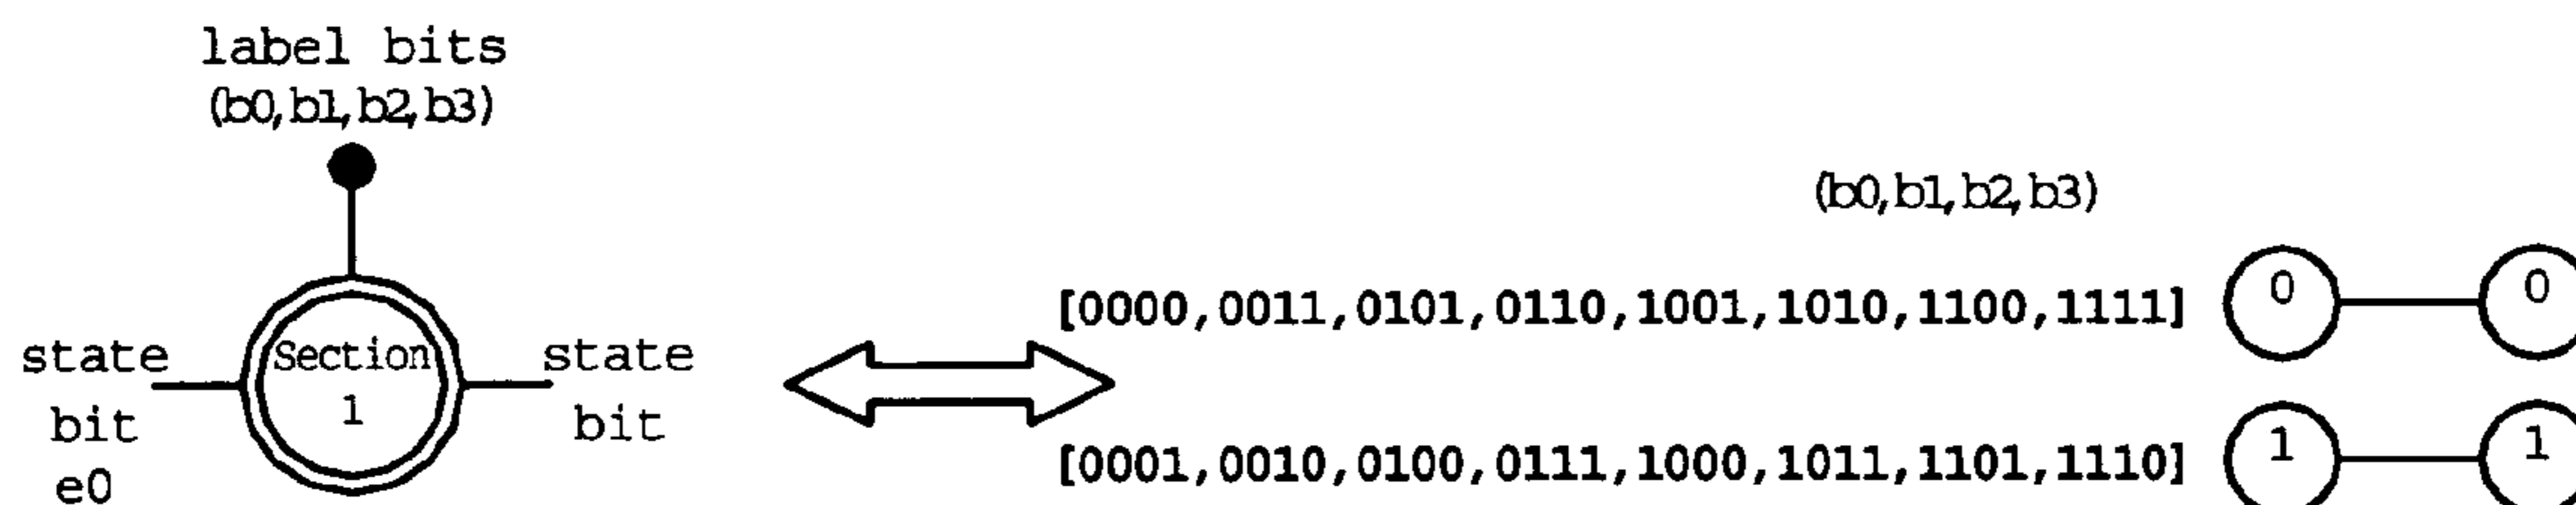 label bits
(b0,b1,b2,b3)
Section
1
state
bit
e0
state
bit
(b0,b1,b2,b3)
[0000,0011,0101,0110,1001,1010,1100,1111] 0 0
[0001,0010,0100,0111,1000,1011,1101,1110] 1 1